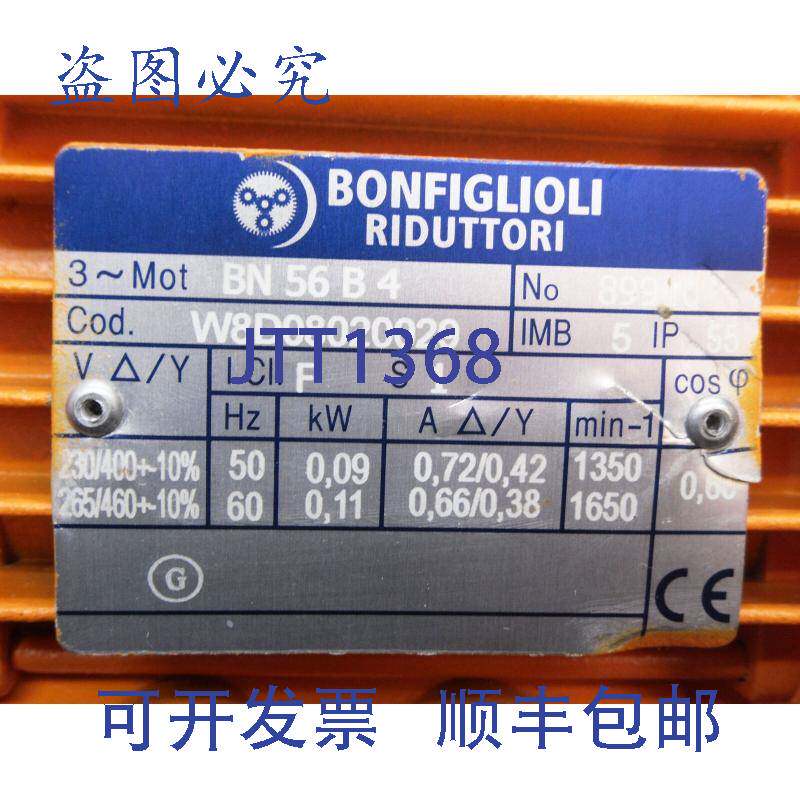 盗图必究
BONFIGLIOLI
RIDUTTORI
3~Mot BN 56 B 4 No
Cod. IMB 5 IP 55
JTT1368
V Δ/Y F S 1 cos φ
Hz kW A Δ/Y min-1
230/400+-10% 50 0,09 0,72/0,42 1350
265/460+-10% 60 0,11 0,66/0,38 1650
G
CE
可开发票 顺丰包邮